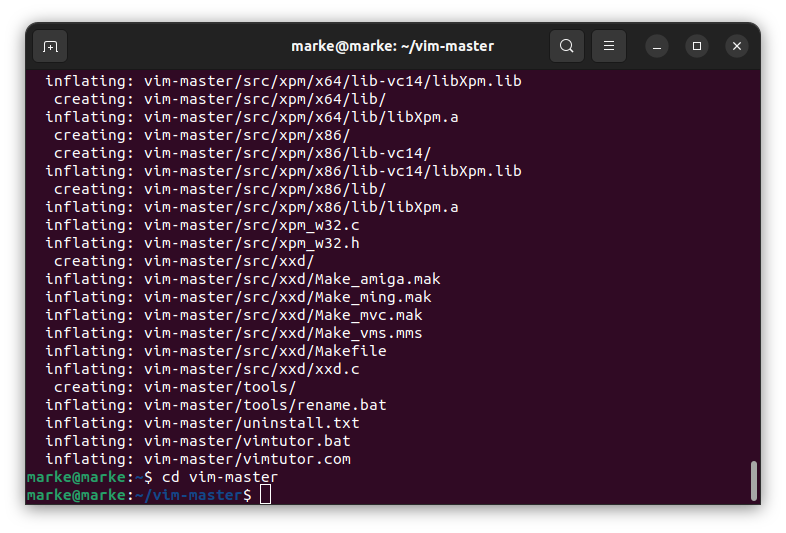 marke@marke: ~/vim-master
inflating: vim-master/src/xpm/x64/lib-vc14/libXpm.lib
creating: vim-master/src/xpm/x64/lib/
inflating: vim-master/src/xpm/x64/lib/libXpm.a
creating: vim-master/src/xpm/x86/
creating: vim-master/src/xpm/x86/lib-vc14/
inflating: vim-master/src/xpm/x86/lib-vc14/libXpm.lib
creating: vim-master/src/xpm/x86/lib/
inflating: vim-master/src/xpm/x86/lib/libXpm.a
inflating: vim-master/src/xpm_w32.c
inflating: vim-master/src/xpm_w32.h
creating: vim-master/src/xxd/
inflating: vim-master/src/xxd/Make_amiga.mak
inflating: vim-master/src/xxd/Make_ming.mak
inflating: vim-master/src/xxd/Make_mvc.mak
inflating: vim-master/src/xxd/Make_vms.mms
inflating: vim-master/src/xxd/Makefile
inflating: vim-master/src/xxd/xxd.c
creating: vim-master/tools/
inflating: vim-master/tools/rename.bat
inflating: vim-master/uninstall.txt
inflating: vim-master/vimtutor.bat
inflating: vim-master/vimtutor.com
marke@marke:~$ cd vim-master
marke@marke:~/vim-master$